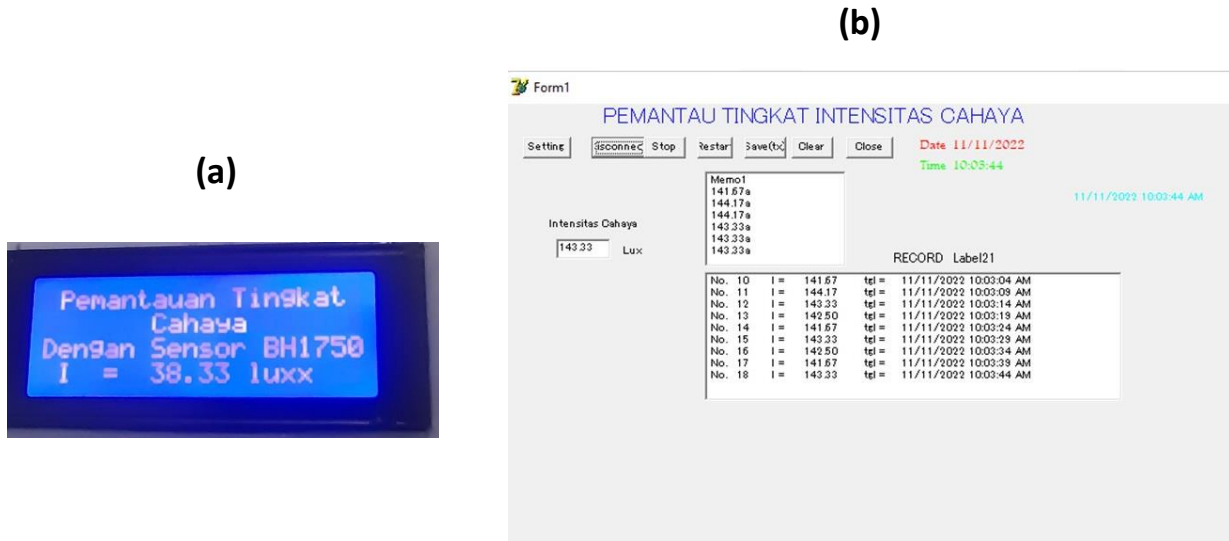 (b)
Form1
PEMANTAU TINGKAT INTENSITAS CAHAYA
Setting isconnec Stop Restar Save(tx) Clear Close Date 11/11/2022
Time 10:05:44
(a)
Memo1
141.67a
144.17a
144.17a
143.33a
143.33a
143.33a
11/11/2022 10:03:44 AM
Intensitas Cahaya
143.33 Lux
RECORD Label21
No. 10 I = 141.67 tgl = 11/11/2022 10:03:04 AM
No. 11 I = 144.17 tgl = 11/11/2022 10:03:09 AM
No. 12 I = 143.33 tgl = 11/11/2022 10:03:14 AM
No. 13 I = 142.50 tgl = 11/11/2022 10:03:19 AM
No. 14 I = 141.67 tgl = 11/11/2022 10:03:24 AM
No. 15 I = 143.33 tgl = 11/11/2022 10:03:29 AM
No. 16 I = 142.50 tgl = 11/11/2022 10:03:34 AM
No. 17 I = 141.67 tgl = 11/11/2022 10:03:39 AM
No. 18 I = 143.33 tgl = 11/11/2022 10:03:44 AM
Pemantauan Tingkat
Cahaya
Dengan Sensor BH1750
I = 38.33 luxx